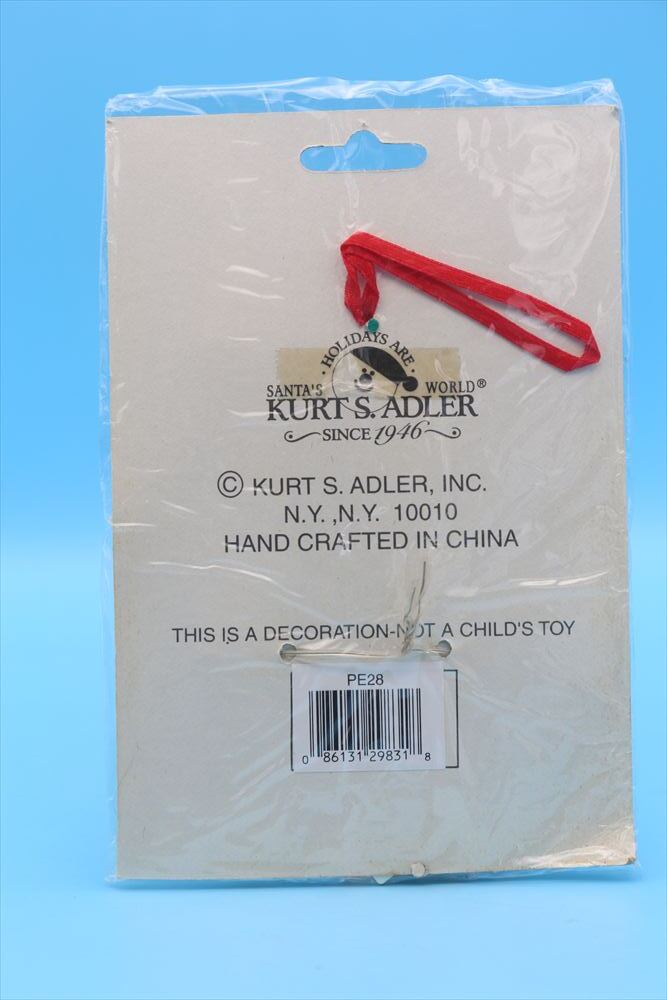 HOLIDAYS ARE
SANTA'S WORLD®
KURT S. ADLER
SINCE 1946
© KURT S. ADLER, INC.
N.Y. ,N.Y. 10010
HAND CRAFTED IN CHINA
THIS IS A DECORATION-NOT A CHILD'S TOY
PE28
0 86131 29831 8